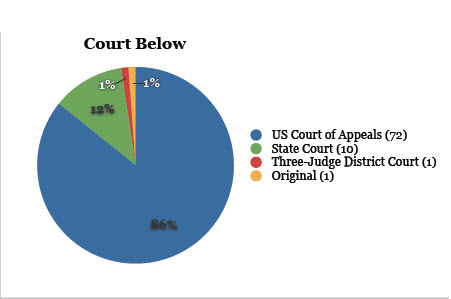 Court Below
1%
1%
12%
86%
US Court of Appeals (72)
State Court (10)
Three-Judge District Court (1)
Original (1)